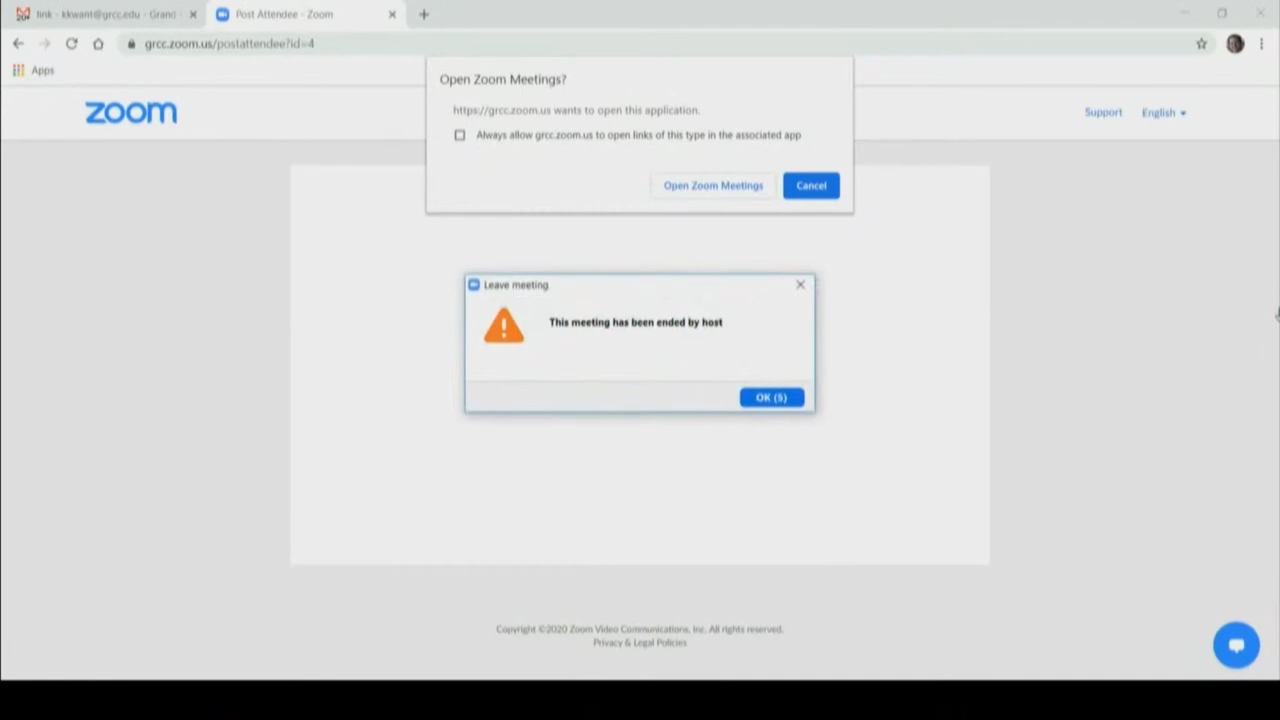 link - kkwant@grcc.edu - Grand
Post Attendee - Zoom
grcc.zoom.us/postattendee?id=4
Apps
Open Zoom Meetings?
https://grcc.zoom.us wants to open this application.
Always allow grcc.zoom.us to open links of this type in the associated app
Open Zoom Meetings Cancel
zoom
Support English
Leave meeting
This meeting has been ended by host
OK (5)
Copyright ©2020 Zoom Video Communications, Inc. All rights reserved.
Privacy & Legal Policies